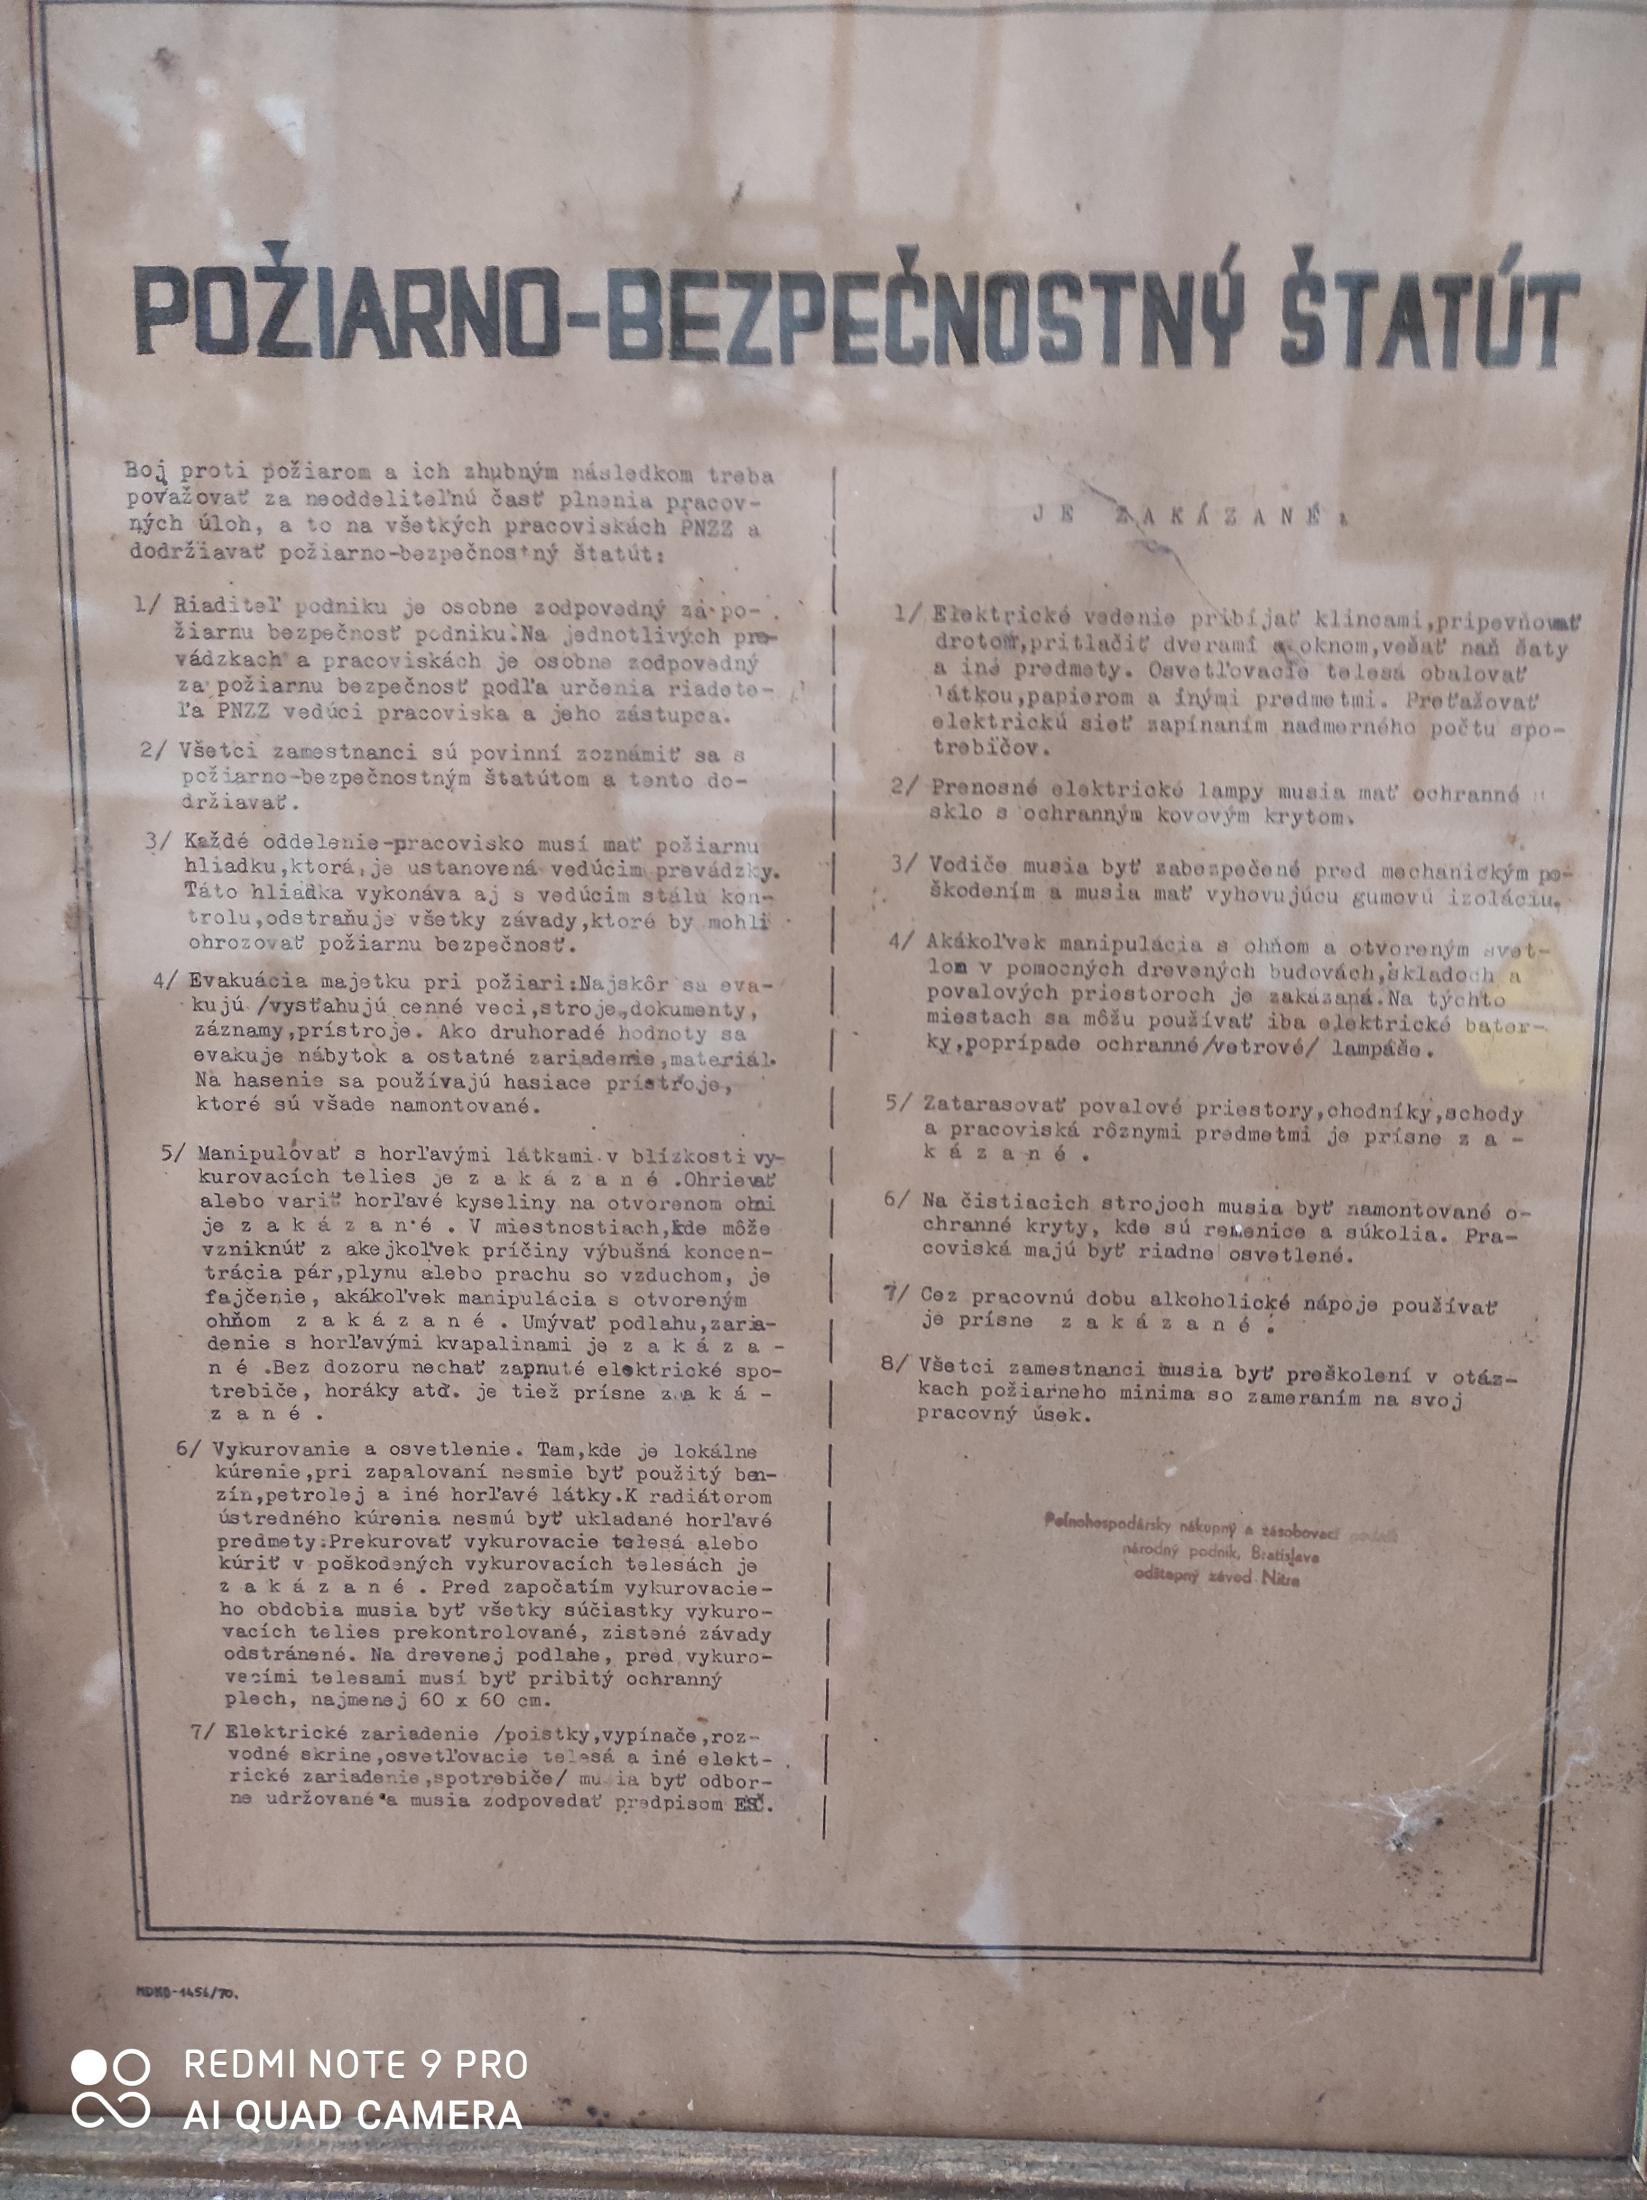 POŽIARNO-BEZPEČNOSTNÝ ŠTATÚT
Boj proti požiarom a ich zhubným následkom treba
považovať za neoddeliteľnú časť plnenia pracov-
ných úloh, a to na všetkých pracoviskách PNZZ a
dodržiavať požiarno-bezpečnostný štatút:
1/ Riaditeľ podniku je osobne zodpovedný za po-
žiarnu bezpečnosť podniku.Na jednotlivých pre-
vádzkach a pracoviskách je osobne zodpovedný
za požiarnu bezpečnosť podľa určenia riadete-
ľa PNZZ vedúci pracoviska a jeho zástupca.
2/ Všetci zamestnanci sú povinní zoznámiť sa s
požiarno-bezpečnostným štatútom a tento do-
držiavať.
3/ Každé oddelenie-pracovisko musí mať požiarnu
hliadku,ktorá,je ustanovená vedúcim prevádzky.
Táto hliadka vykonáva aj s vedúcim stálu kon-
trolu,odstraňuje všetky závady,ktoré by mohli
ohrozovať požiarnu bezpečnosť.
4/ Evakuácia majetku pri požiari:Najskôr sa eva-
kujú /vysťahujú cenné veci,stroje,dokumenty,
záznamy,prístroje. Ako druhoradé hodnoty sa
evakuje nábytok a ostatné zariadenie,materiál.
Na hasenie sa používajú hasiace prístroje,
ktoré sú všade namontované.
5/ Manipulóvať s horľavými látkami v blízkosti vy-
kurovacích telies je z a k á z a n é .Ohrievať
alebo variť horľavé kyseliny na otvorenom ohni
je z a k á z a n é . V miestnostiach,kde môže
vzniknúť z akejkoľvek príčiny výbušná koncen-
trácia pár,plynu alebo prachu so vzduchom, je
fajčenie, akákoľvek manipulácia s otvoreným
ohňom z a k á z a n é . Umývať podlahu,zaria-
denie s horľavými kvapalinami je z a k á z a -
n é .Bez dozoru nechať zapnuté elektrické spo-
trebiče, horáky atď. je tiež prísne z a k á -
z a n é .
6/ Vykurovanie a osvetlenie. Tam,kde je lokálne
kúrenie,pri zapalovaní nesmie byť použitý ben-
zín,petrolej a iné horľavé látky.K radiátorom
ústredného kúrenia nesmú byť ukladané horľavé
predmety.Prekurovať vykurovacie telesá alebo
kúriť v poškodených vykurovacích telesách je
z a k á z a n é . Pred započatím vykurovacie-
ho obdobia musia byť všetky súčiastky vykuro-
vacích telies prekontrolované, zistené závady
odstránené. Na drevenej podlahe, pred vykuro-
vacími telesami musí byť pribitý ochranný
plech, najmenej 60 x 60 cm.
7/ Elektrické zariadenie /poistky,vypínače,roz-
vodné skrine,osvetľovacie telesá a iné elekt-
rické zariadenie,spotrebiče/ musia byť odbor-
ne udržované a musia zodpovedať predpisom ESČ.
J E Z A K Á Z A N É :
1/ Elektrické vedenie pribíjať klincami,pripevňovať
drotom,pritlačiť dverami a oknom,vešať naň šaty
a iné predmety. Osvetľovacie telesá obalovať
látkou,papierom a ínými predmetmi. Preťažovať
elektrickú sieť zapínaním nadmerného počtu spo-
trebičov.
2/ Prenosné elektrické lampy musia mať ochranné
sklo s ochranným kovovým krytom.
3/ Vodiče musia byť zabezpečené pred mechanickým po-
škodením a musia mať vyhovujúcu gumovú izoláciu.
4/ Akákoľvek manipulácia s ohňom a otvoreným svet-
lom v pomocných drevených budovách,skladoch a
povalových priestoroch je zakázaná.Na týchto
miestach sa môžu používať iba elektrické bater-
ky,poprípade ochranné/vetrové/ lampáše.
5/ Zatarasovať povalové priestory,chodníky,schody
a pracoviská rôznymi predmetmi je prísne z a -
k á z a n é .
6/ Na čistiacich strojoch musia byť namontované o-
chranné kryty, kde sú remenice a súkolia. Pra-
coviská majú byť riadne osvetlené.
7/ Cez pracovnú dobu alkoholické nápoje používať
je prísne z a k á z a n é .
8/ Všetci zamestnanci musia byť preškolení v otáz-
kach požiarneho minima so zameraním na svoj
pracovný úsek.
Poľnohospodársky nákupný a zásobovací
národný podnik, Bratislava
odštepný závod Nitra
REDMI NOTE 9 PRO
AI QUAD CAMERA